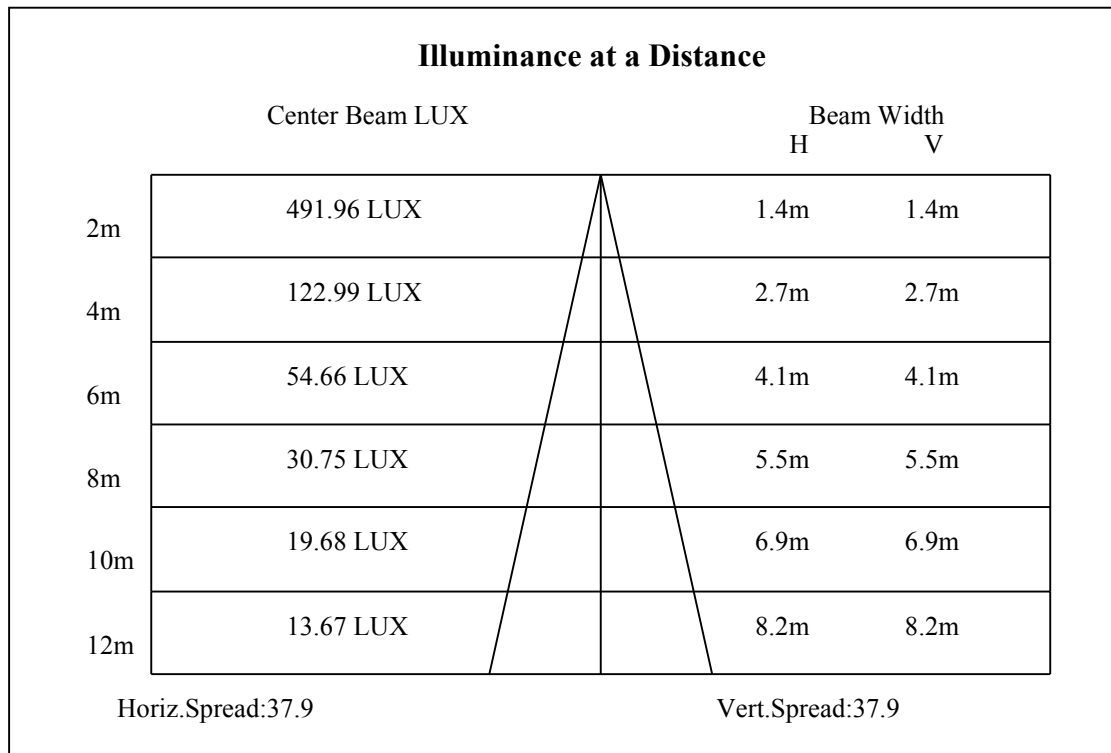 Illuminance at a Distance
Center Beam LUX Beam Width
H V
2m 491.96 LUX 1.4m 1.4m
4m 122.99 LUX 2.7m 2.7m
6m 54.66 LUX 4.1m 4.1m
8m 30.75 LUX 5.5m 5.5m
10m 19.68 LUX 6.9m 6.9m
12m 13.67 LUX 8.2m 8.2m
Horiz.Spread:37.9 Vert.Spread:37.9